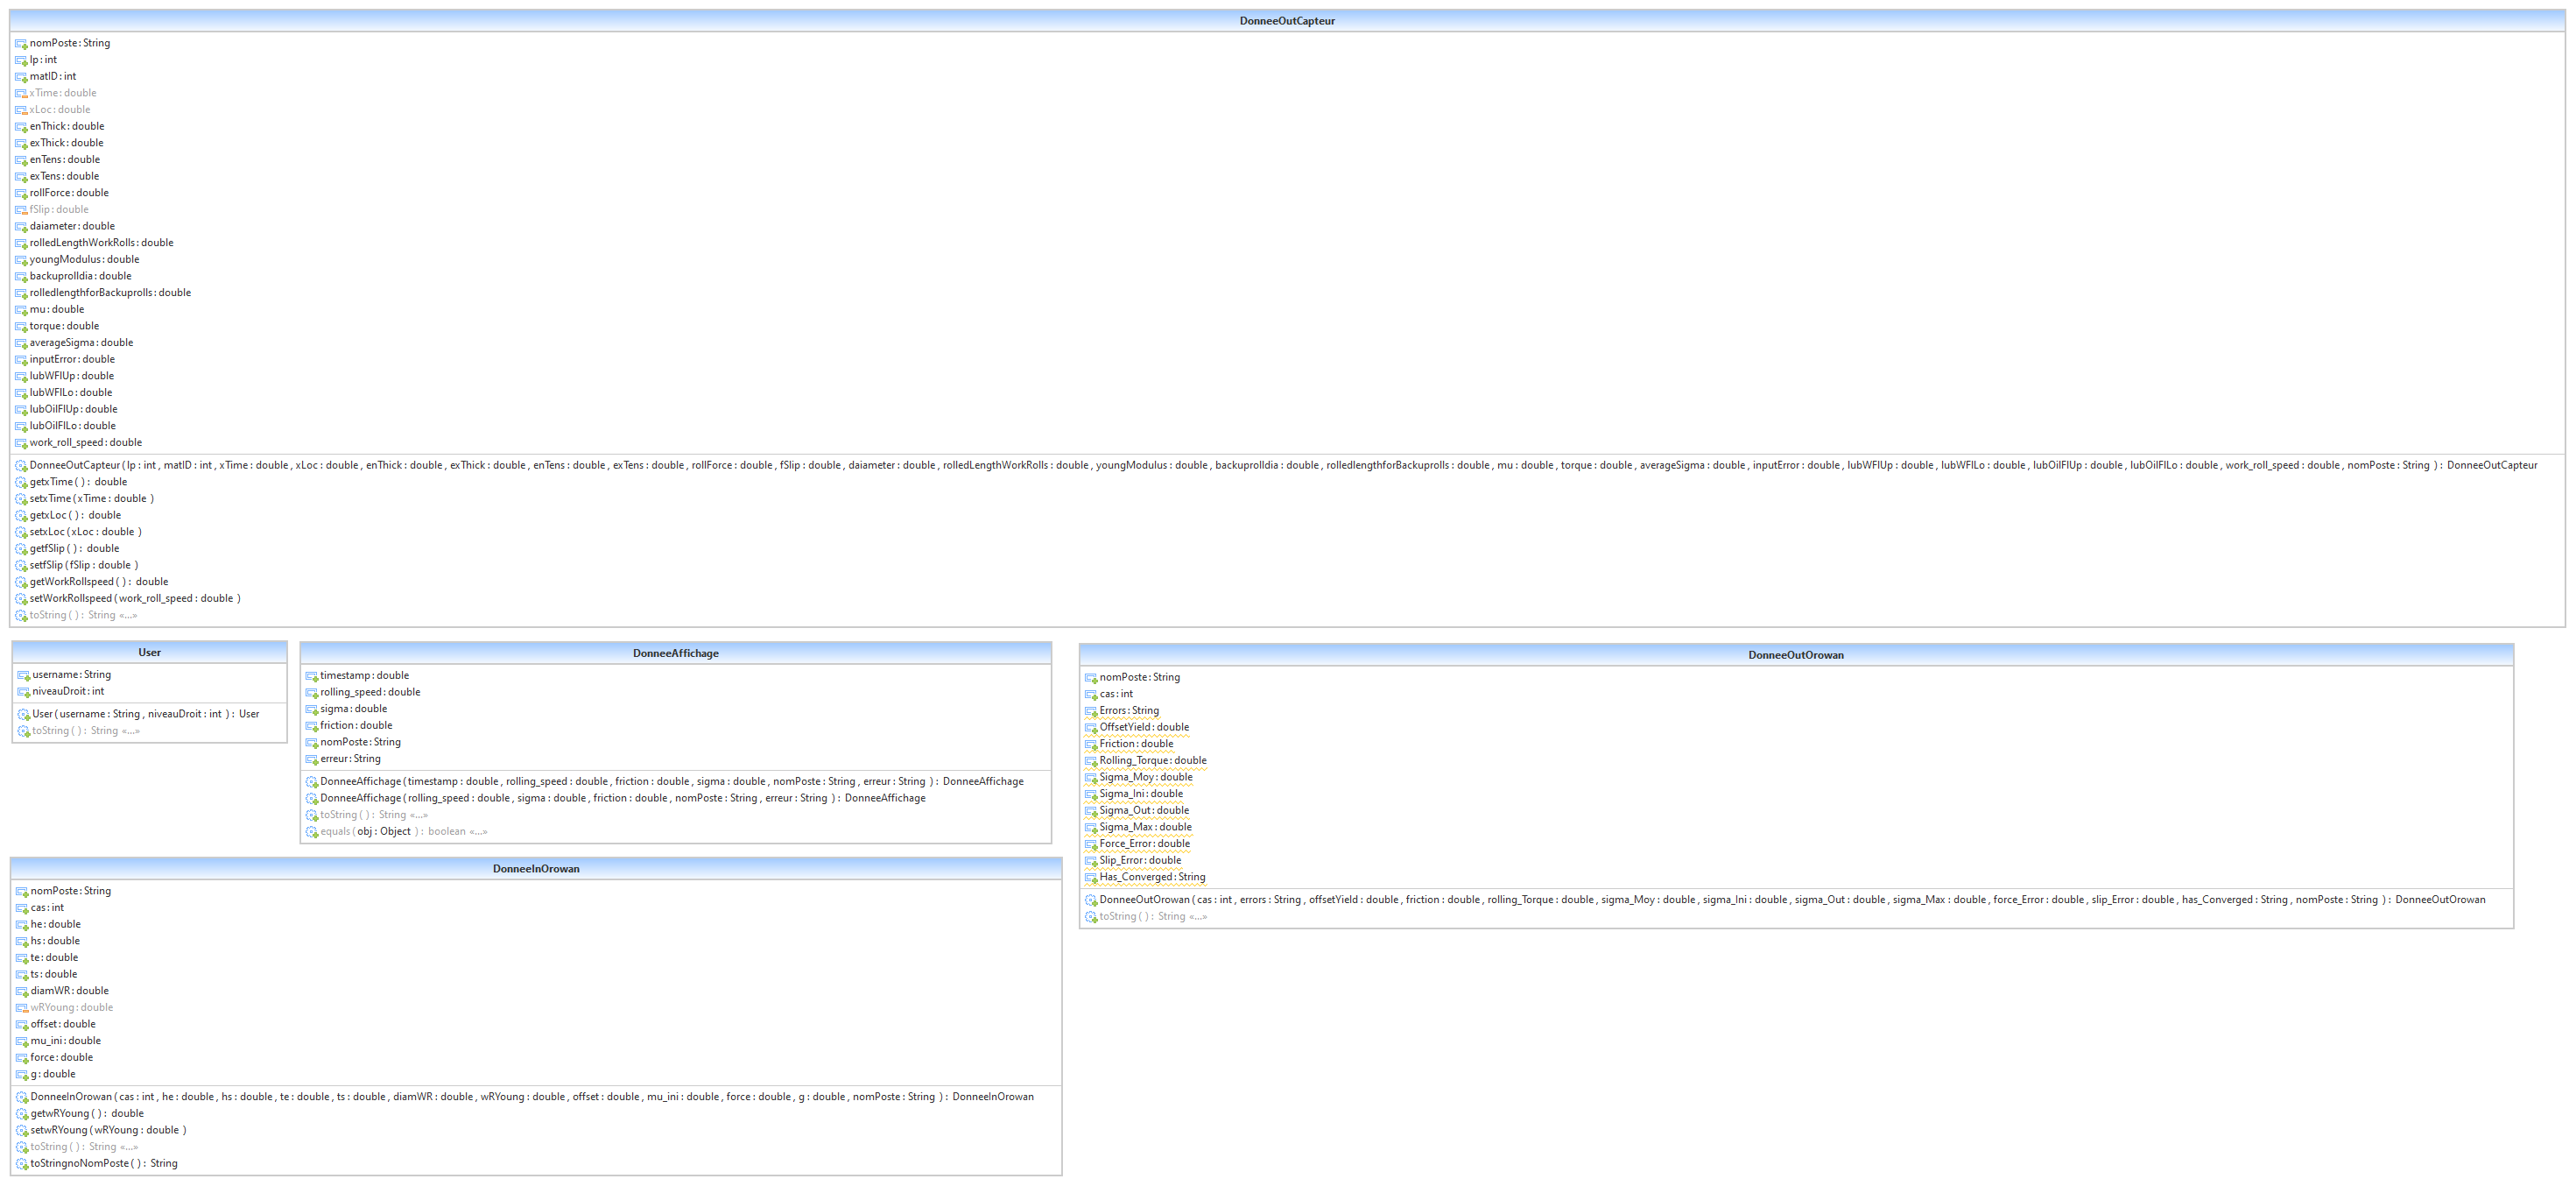 DonneeOutCapteur
nomPoste: String
lp: int
matID: int
xTime: double
xLoc: double
enThick: double
exThick: double
enTens: double
exTens: double
rollForce: double
fSlip: double
daiameter: double
rolledLengthWorkRolls: double
youngModulus: double
backuprolldia: double
rolledlengthforBackuprolls: double
mu: double
torque: double
averageSigma: double
inputError: double
lubWFlUp: double
lubWFlLo: double
lubOilFlUp: double
lubOilFlLo: double
work_roll_speed: double
DonneeOutCapteur ( lp : int , matID : int , xTime : double , xLoc : double , enThick : double , exThick : double , enTens : double , exTens : double , rollForce : double , fSlip : double , daiameter : double , rolledLengthWorkRolls : double , youngModulus : double , backuprolldia : double , rolledlengthforBackuprolls : double , mu : double , torque : double , averageSigma : double , inputError : double , lubWFlUp : double , lubWFlLo : double , lubOilFlUp : double , lubOilFlLo : double , work_roll_speed : double , nomPoste : String ) : DonneeOutCapteur
getxTime ( ) : double
setxTime ( xTime : double )
getxLoc ( ) : double
setxLoc ( xLoc : double )
getfSlip ( ) : double
setfSlip ( fSlip : double )
getWorkRollspeed ( ) : double
setWorkRollspeed ( work_roll_speed : double )
toString ( ) : String «...»
User
username: String
niveauDroit: int
User ( username : String , niveauDroit : int ) : User
toString ( ) : String «...»
DonneeAffichage
timestamp: double
rolling_speed: double
sigma: double
friction: double
nomPoste: String
erreur: String
DonneeAffichage ( timestamp : double , rolling_speed : double , friction : double , sigma : double , nomPoste : String , erreur : String ) : DonneeAffichage
DonneeAffichage ( rolling_speed : double , sigma : double , friction : double , nomPoste : String , erreur : String ) : DonneeAffichage
toString ( ) : String «...»
equals ( obj : Object ) : boolean «...»
DonneeOutOrowan
nomPoste: String
cas: int
Errors: String
OffsetYield: double
Friction: double
Rolling_Torque: double
Sigma_Moy: double
Sigma_Ini: double
Sigma_Out: double
Sigma_Max: double
Force_Error: double
Slip_Error: double
Has_Converged: String
DonneeOutOrowan ( cas : int , errors : String , offsetYield : double , friction : double , rolling_Torque : double , sigma_Moy : double , sigma_Ini : double , sigma_Out : double , sigma_Max : double , force_Error : double , slip_Error : double , has_Converged : String , nomPoste : String ) : DonneeOutOrowan
toString ( ) : String «...»
DonneeInOrowan
nomPoste: String
cas: int
he: double
hs: double
te: double
ts: double
diamWR: double
wRYoung: double
offset: double
mu_ini: double
force: double
g: double
DonneeInOrowan ( cas : int , he : double , hs : double , te : double , ts : double , diamWR : double , wRYoung : double , offset : double , mu_ini : double , force : double , g : double , nomPoste : String ) : DonneeInOrowan
getwRYoung ( ) : double
setwRYoung ( wRYoung : double )
toString ( ) : String «...»
toStringnoNomPoste ( ) : String